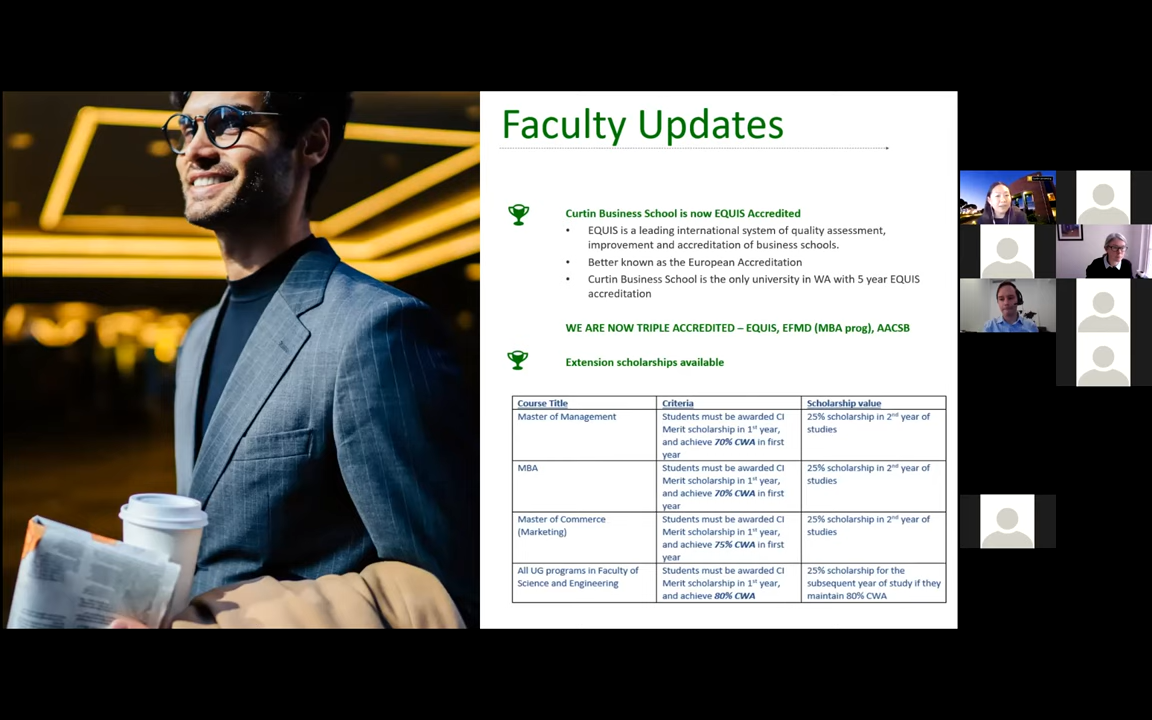 Faculty Updates
Curtin Business School is now EQUIS Accredited
• EQUIS is a leading international system of quality assessment,
improvement and accreditation of business schools.
• Better known as the European Accreditation
• Curtin Business School is the only university in WA with 5 year EQUIS
accreditation
WE ARE NOW TRIPLE ACCREDITED – EQUIS, EFMD (MBA prog), AACSB
Extension scholarships available
Course Title
Criteria
Scholarship value
Master of Management
Students must be awarded CI
Merit scholarship in 1st year,
and achieve 70% CWA in first
year
25% scholarship in 2nd year of
studies
MBA
Students must be awarded CI
Merit scholarship in 1st year,
and achieve 70% CWA in first
year
25% scholarship in 2nd year of
studies
Master of Commerce
(Marketing)
Students must be awarded CI
Merit scholarship in 1st year,
and achieve 75% CWA in first
year
25% scholarship in 2nd year of
studies
All UG programs in Faculty of
Science and Engineering
Students must be awarded CI
Merit scholarship in 1st year,
and achieve 80% CWA
25% scholarship for the
subsequent year of study if they
maintain 80% CWA